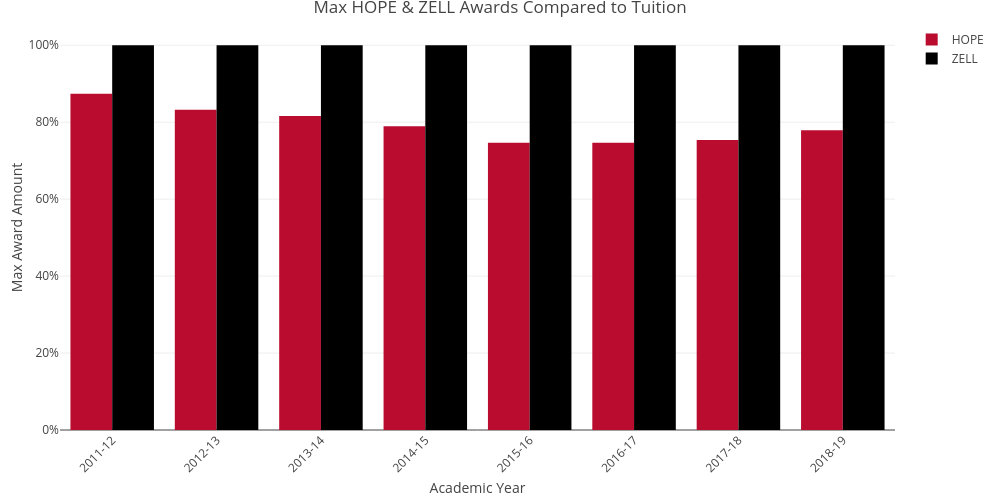 Max HOPE & ZELL Awards Compared to Tuition
HOPE
ZELL
Max Award Amount
100%
80%
60%
40%
20%
0%
2011-12
2012-13
2013-14
2014-15
2015-16
2016-17
2017-18
2018-19
Academic Year